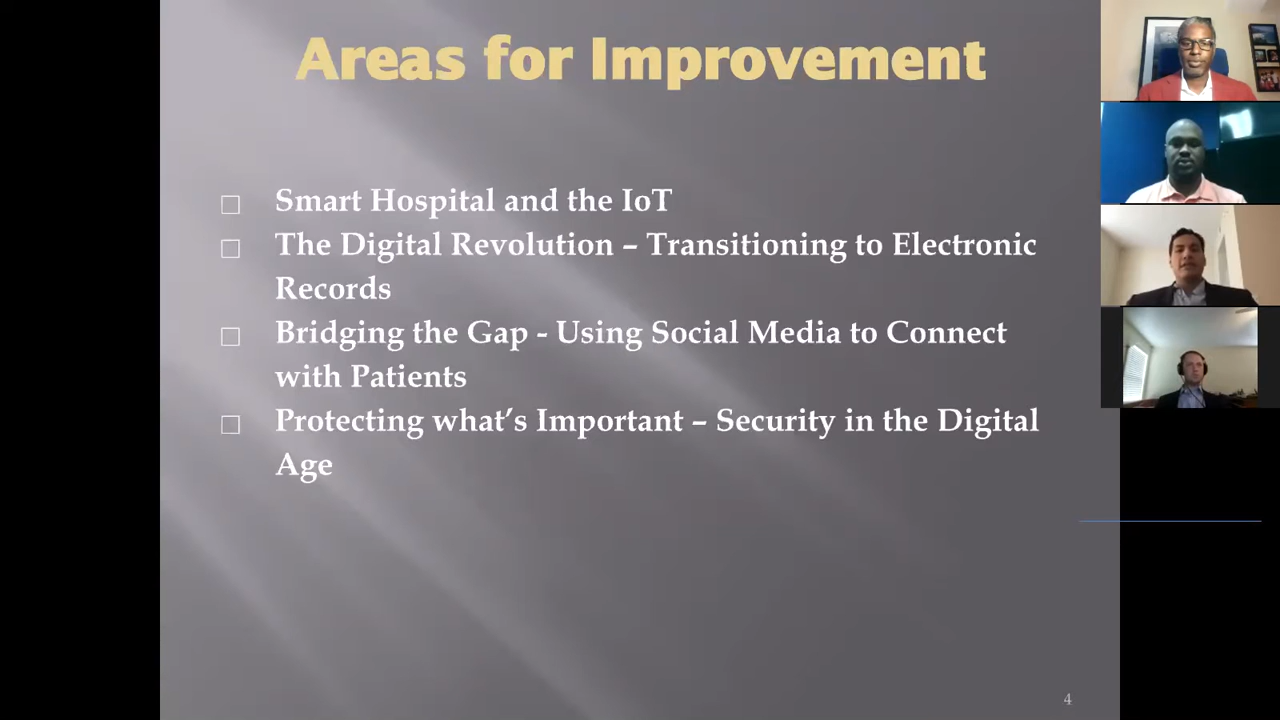 Areas for Improvement
Smart Hospital and the IoT
The Digital Revolution – Transitioning to Electronic
Records
Bridging the Gap - Using Social Media to Connect
with Patients
Protecting what’s Important – Security in the Digital
Age
4